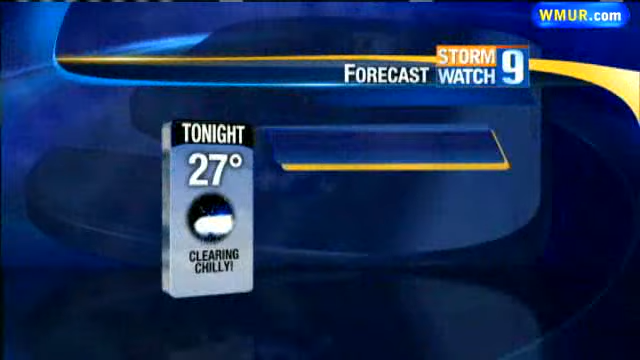 WMUR.com
FORECAST STORM WATCH 9
TONIGHT
27°
CLEARING
CHILLY!